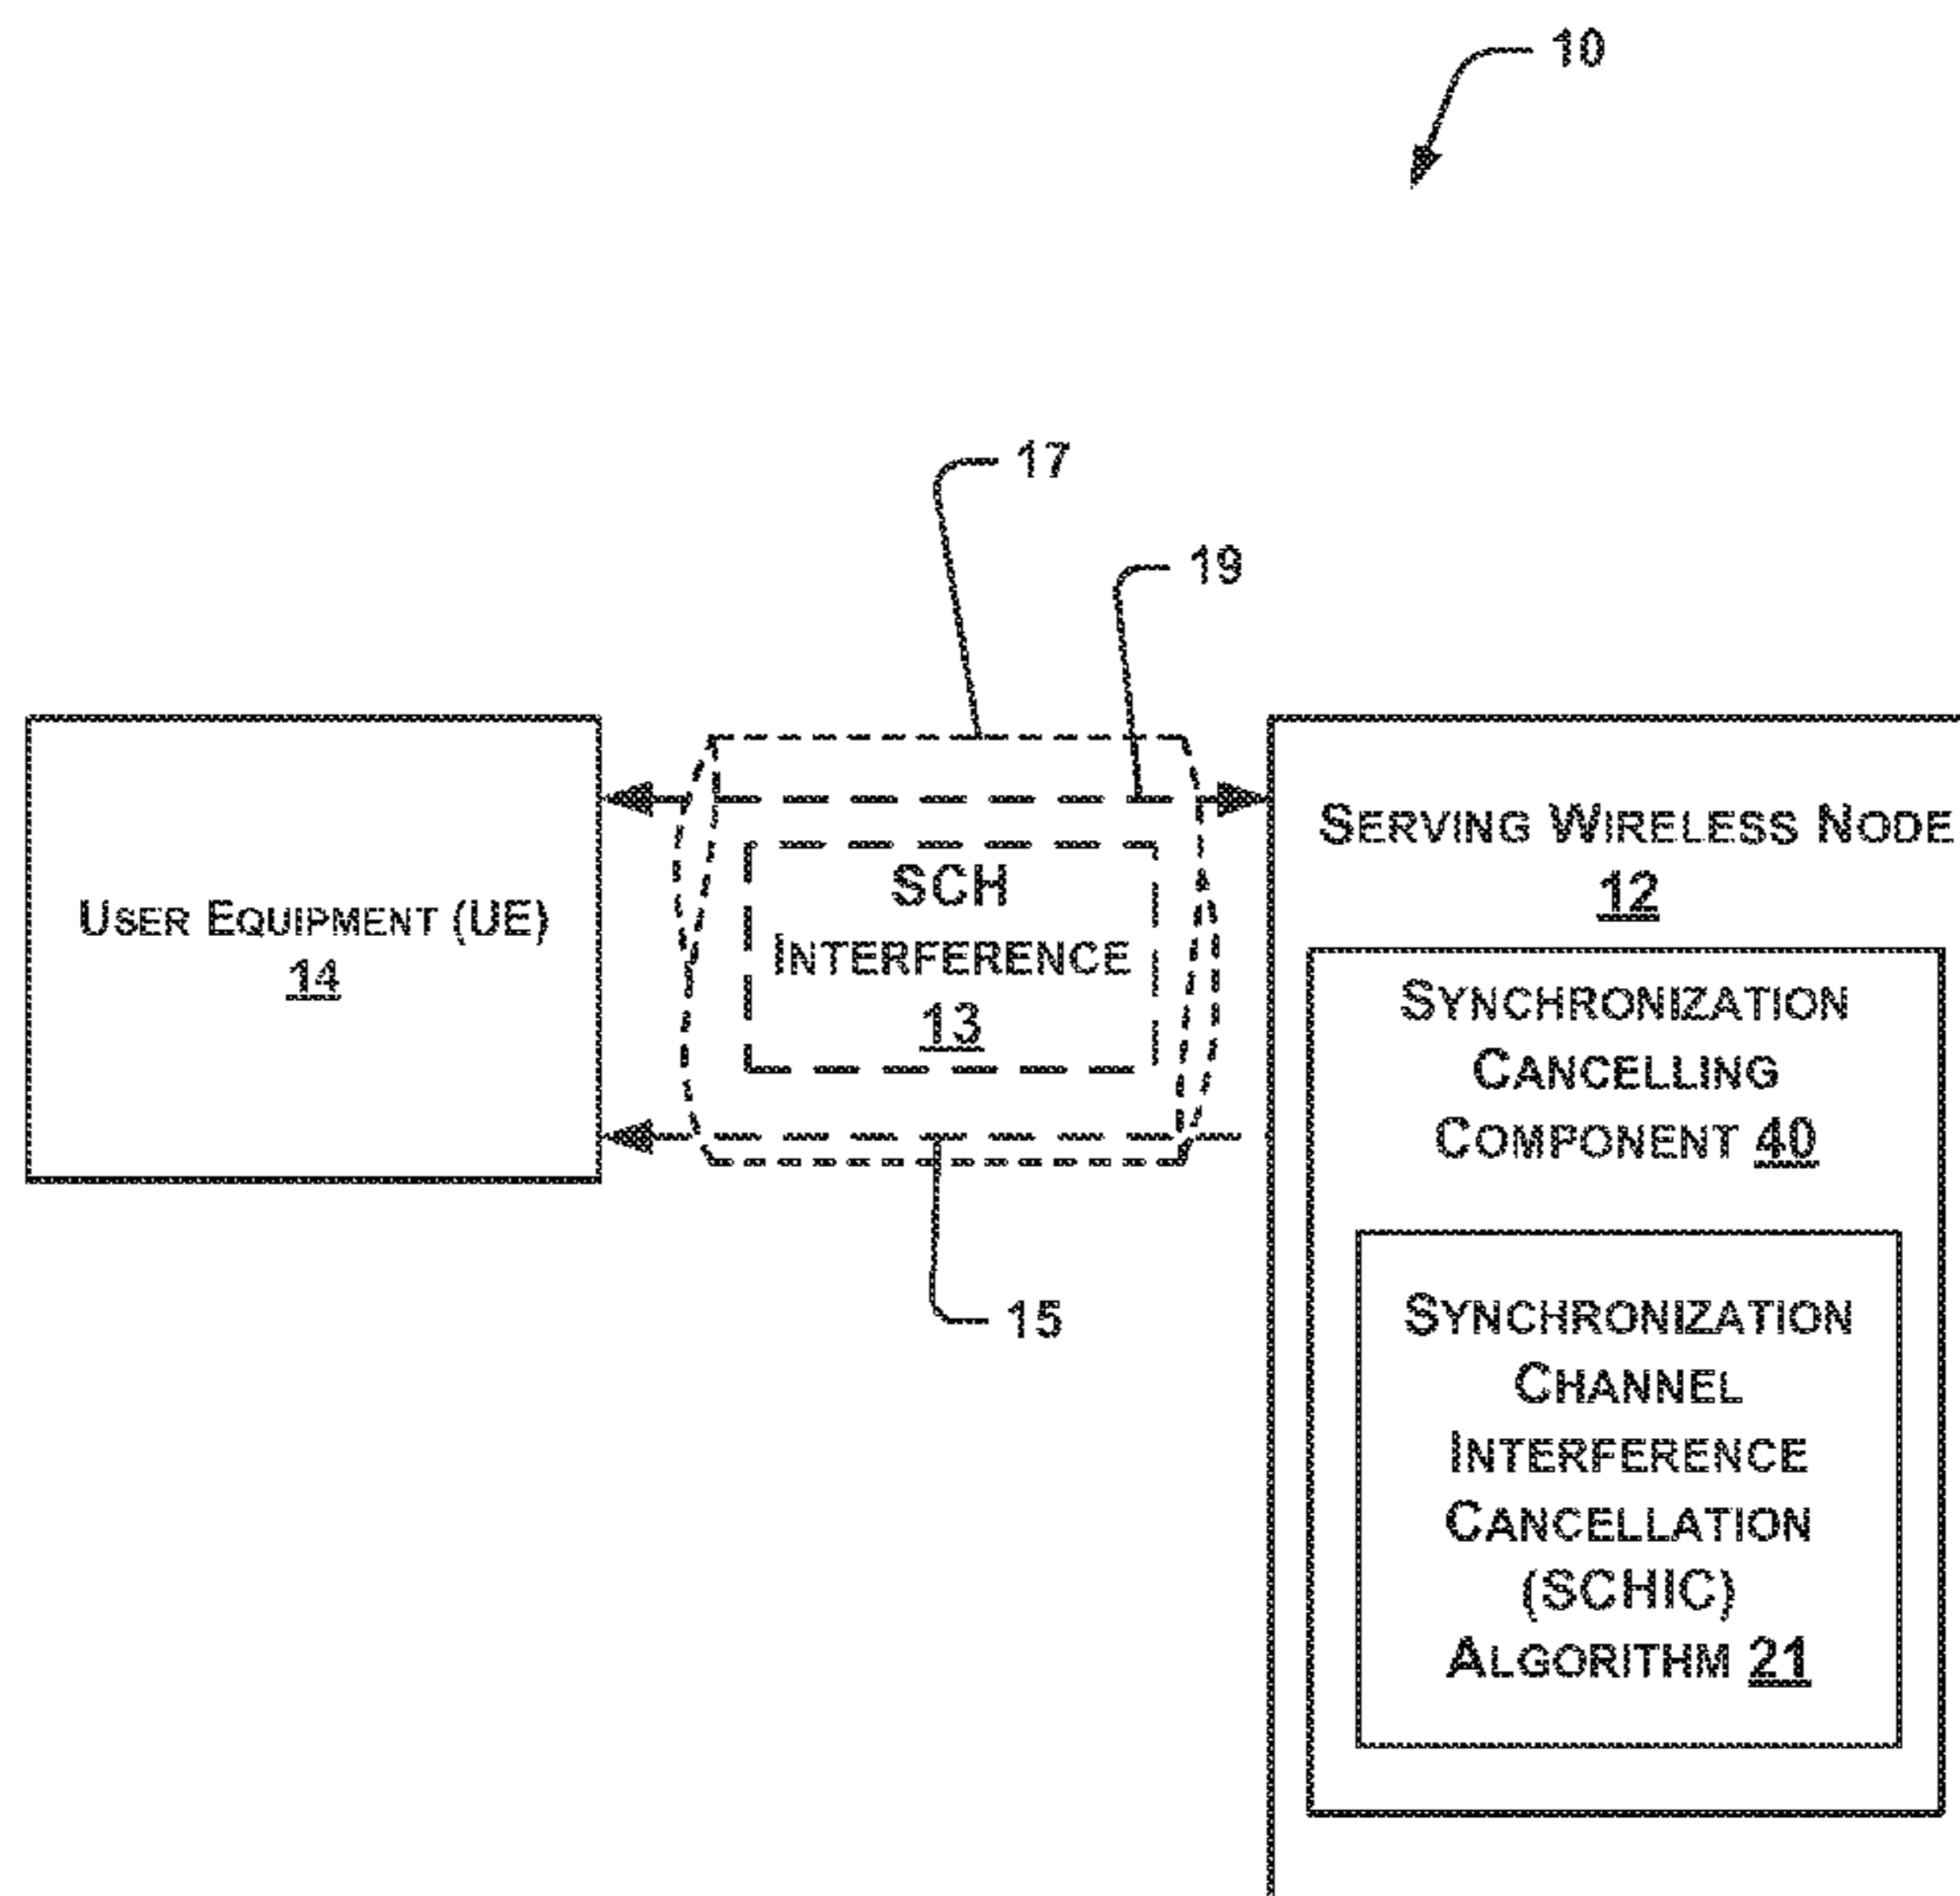 10
17
19
USER EQUIPMENT (UE)
14
SCH
INTERFERENCE
13
15
SERVING WIRELESS NODE
12
SYNCHRONIZATION
CANCELLING
COMPONENT 40
SYNCHRONIZATION
CHANNEL
INTERFERENCE
CANCELLATION
(SCHIC)
ALGORITHM 21